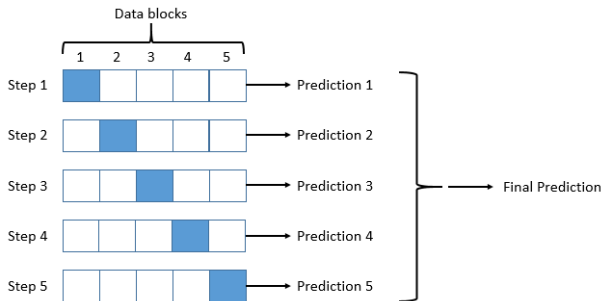 Data blocks
1 2 3 4 5
Step 1 Prediction 1
Step 2 Prediction 2
Step 3 Prediction 3 Final Prediction
Step 4 Prediction 4
Step 5 Prediction 5